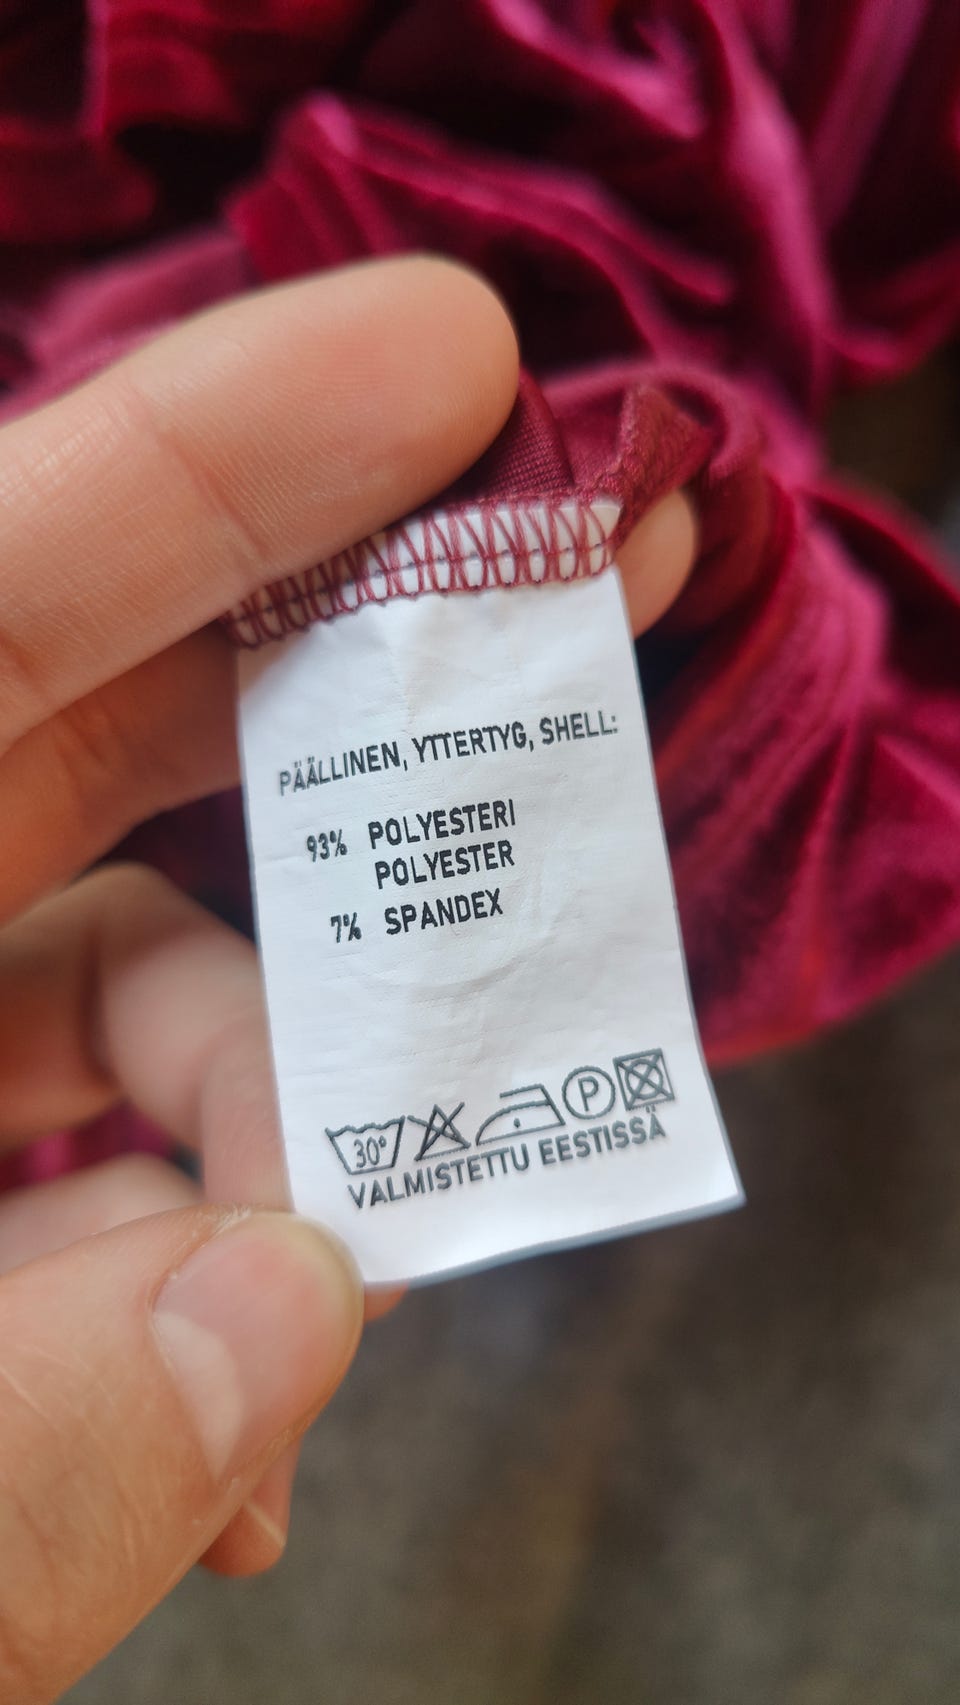 PÄÄLLINEN, YTTERTYG, SHELL:
93% POLYESTERI
POLYESTER
7% SPANDEX
30° P
VALMISTETTU EESTISSÄ